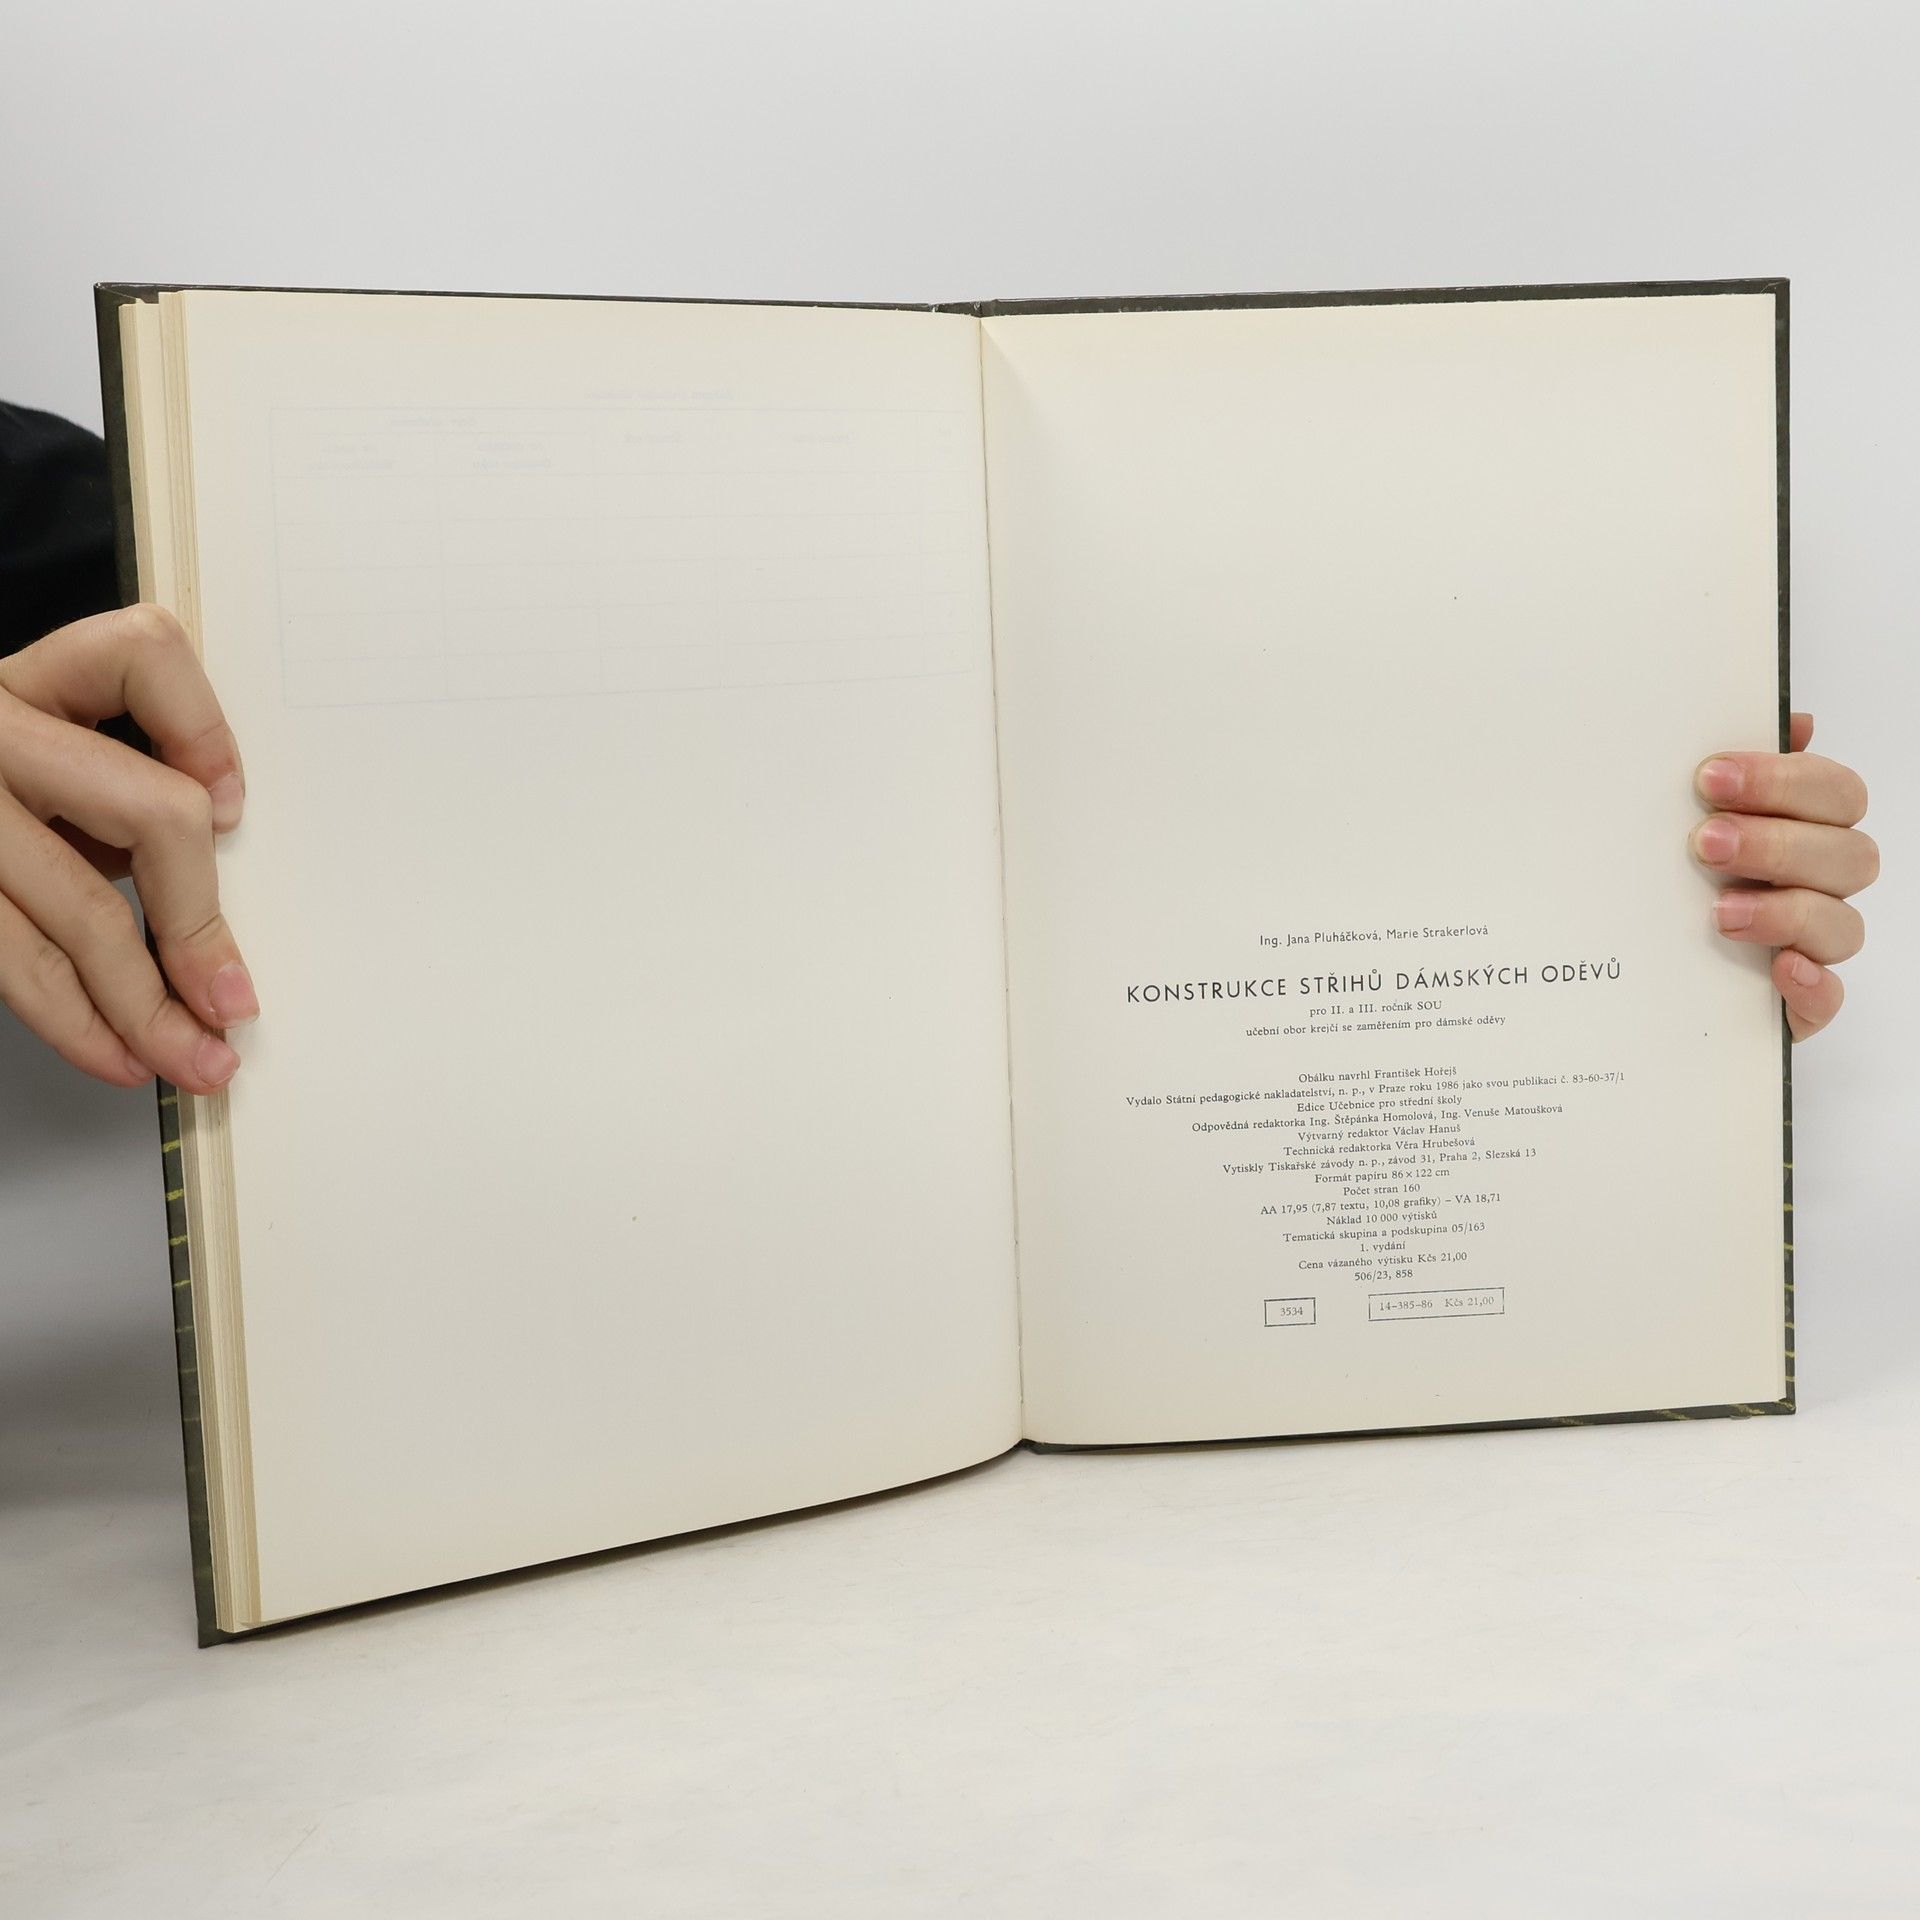 Ing. Jana Pluháčková, Marie Strakerlová
KONSTRUKCE STŘIHŮ DÁMSKÝCH ODĚVŮ
pro II. a III. ročník SOU
učební obor krejčí se zaměřením pro dámské oděvy
Obálku navrhl František Hořejš
Vydalo Státní pedagogické nakladatelství, n. p., v Praze roku 1986 jako svou publikaci č. 83-60-37/1
Edice Učebnice pro střední školy
Odpovědná redaktorka Ing. Štěpánka Homolová, Ing. Venuše Matoušková
Výtvarný redaktor Václav Hanuš
Technická redaktorka Věra Hrubešová
Vytiskly Tiskařské závody n. p., závod 31, Praha 2, Slezská 13
Formát papíru 86 × 122 cm
Počet stran 160
AA 17,95 (7,87 textu, 10,08 grafiky) – VA 18,71
Náklad 10 000 výtisků
Tematická skupina a podskupina 05/163
1. vydání
Cena vázaného výtisku Kčs 21,00
506/23, 858
3534
14–385–86 Kčs 21,00